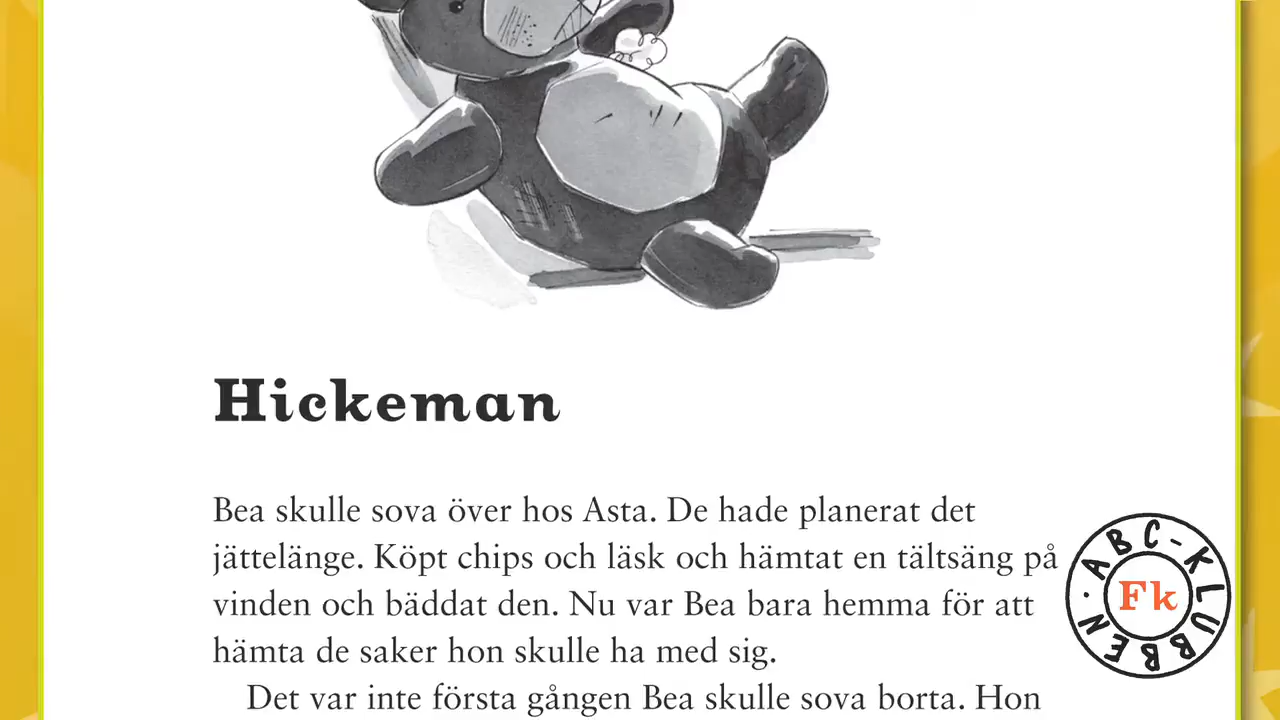 Hickeman
Bea skulle sova över hos Asta. De hade planerat det
jättelänge. Köpt chips och läsk och hämtat en tältsäng på
vinden och bäddat den. Nu var Bea bara hemma för att
hämta de saker hon skulle ha med sig.
Det var inte första gången Bea skulle sova borta. Hon
ABC-KLUBBEN
Fk